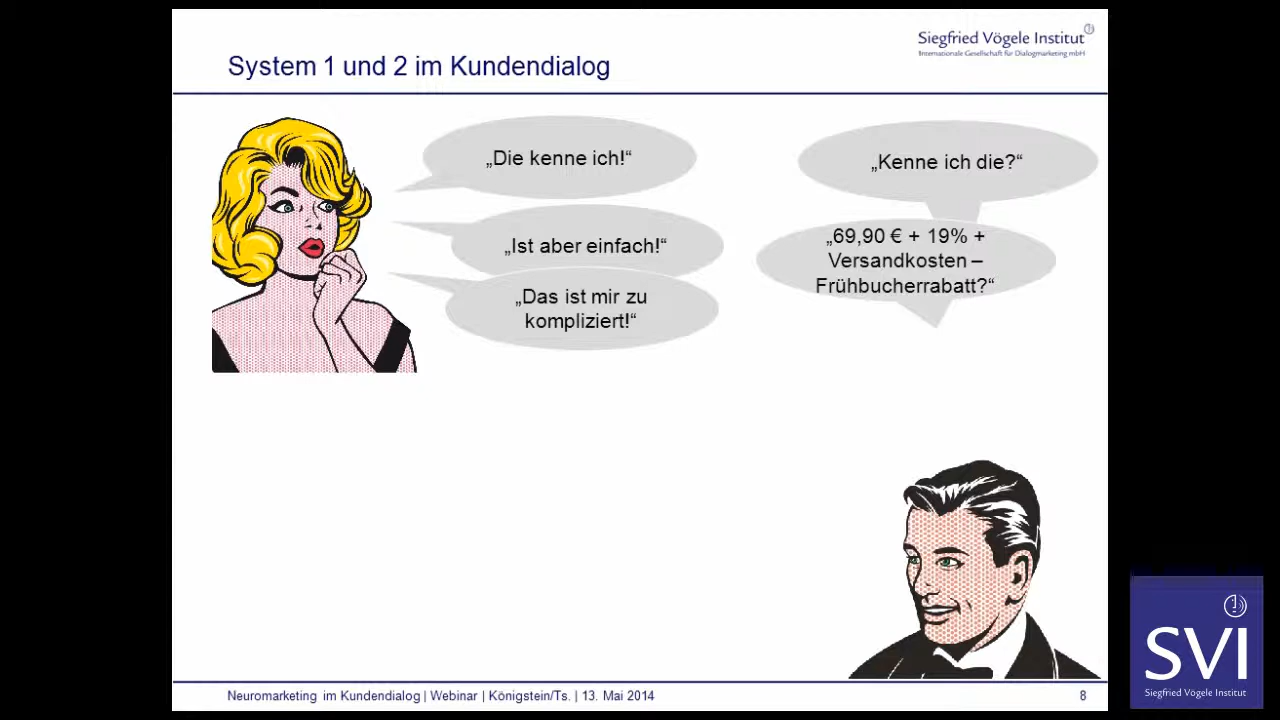 Siegfried Vögele Institut
Internationale Gesellschaft für Dialogmarketing mbH
System 1 und 2 im Kundendialog
„Die kenne ich!“
„Ist aber einfach!“
„Das ist mir zu
kompliziert!“
„Kenne ich die?“
„69,90 € + 19% +
Versandkosten –
Frühbucherrabatt?“
Neuromarketing im Kundendialog | Webinar | Königstein/Ts. | 13. Mai 2014
8
SVI
Siegfried Vögele Institut